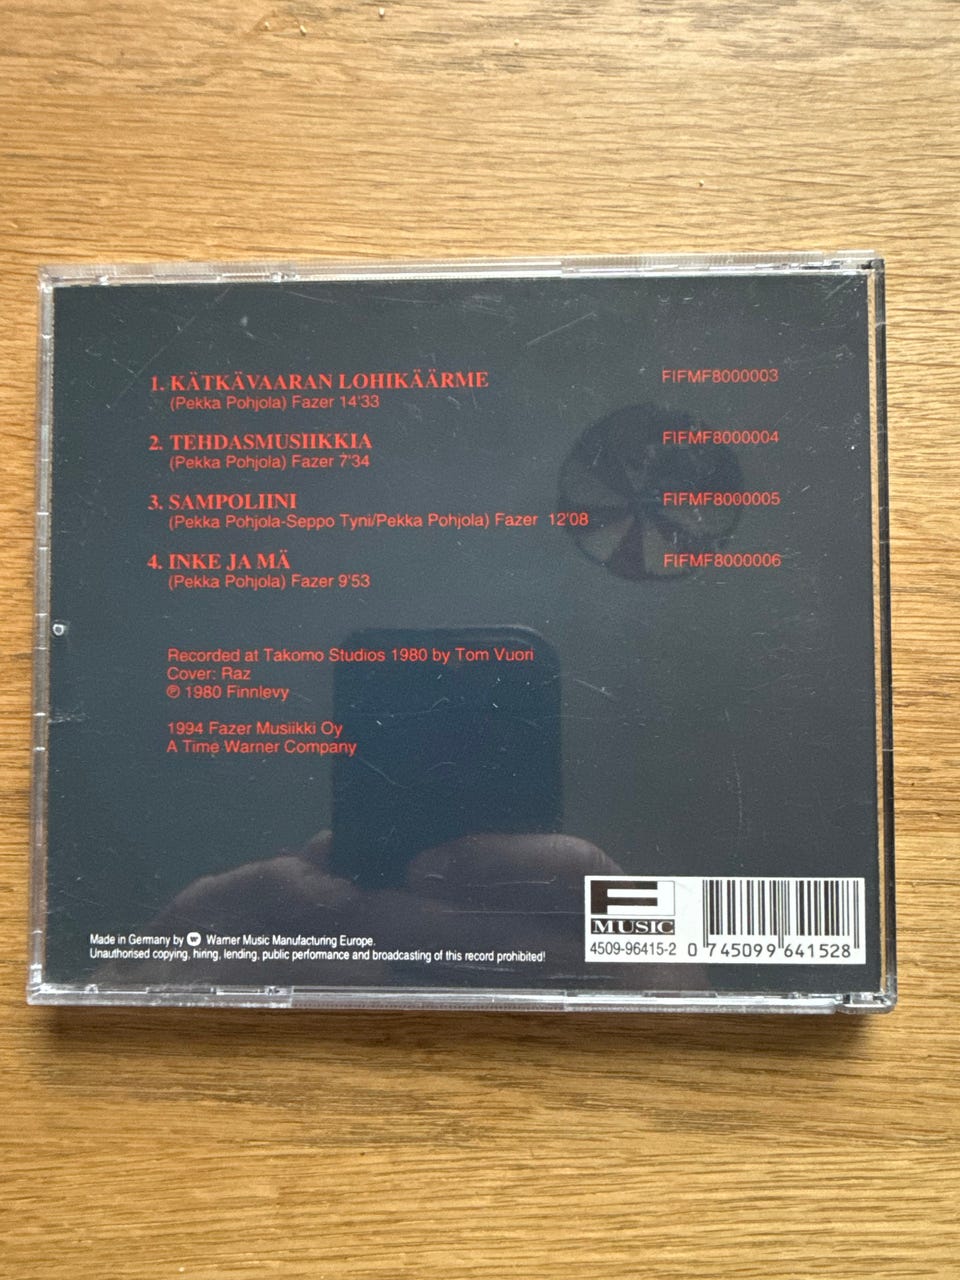 1. KÄTKÄVAARAN LOHIKÄÄRME FIFMF8000003
(Pekka Pohjola) Fazer 14'33
2. TEHDASMUSIIKKIA FIFMF8000004
(Pekka Pohjola) Fazer 7'34
3. SAMPOLIINI FIFMF8000005
(Pekka Pohjola-Seppo Tyni/Pekka Pohjola) Fazer 12'08
4. INKE JA MÄ FIFMF8000006
(Pekka Pohjola) Fazer 9'53
Recorded at Takomo Studios 1980 by Tom Vuori
Cover: Raz
℗ 1980 Finnlevy
1994 Fazer Musiikki Oy
A Time Warner Company
Made in Germany by W Warner Music Manufacturing Europe.
Unauthorised copying, hiring, lending, public performance and broadcasting of this record prohibited!
F
MUSIC
4509-96415-2 0 745099 641528